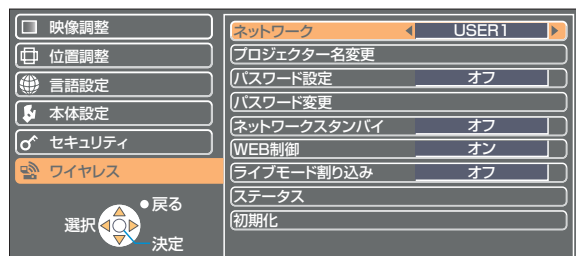 映像調整
位置調整
言語設定
本体設定
セキュリティ
ワイヤレス
戻る
選択
決定
ネットワーク USER1
プロジェクター名変更
パスワード設定 オフ
パスワード変更
ネットワークスタンバイ オフ
WEB制御 オン
ライブモード割り込み オフ
ステータス
初期化